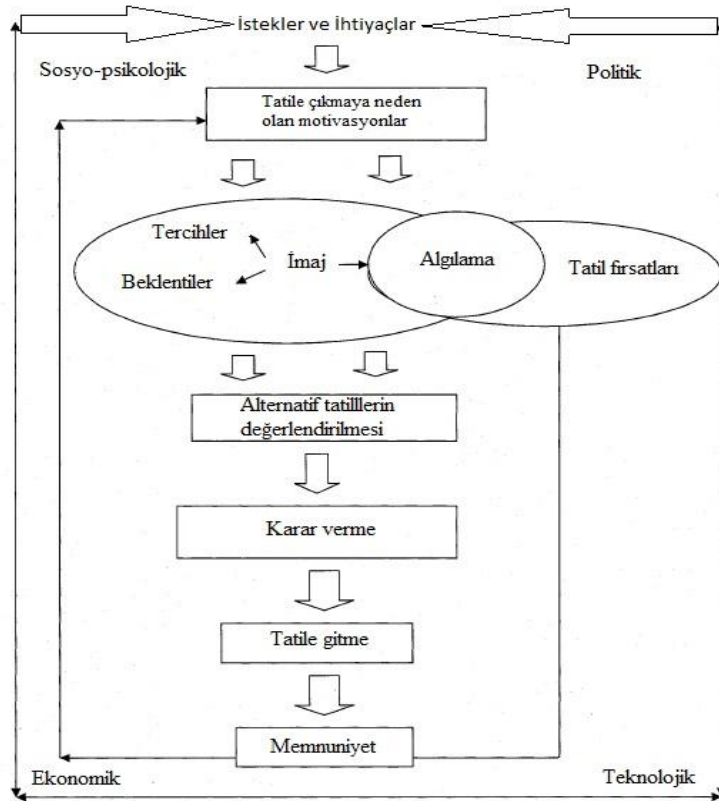 İstekler ve İhtiyaçlar
Sosyo-psikolojik
Politik
Tatile çıkmaya neden
olan motivasyonlar
Tercihler
İmaj
Algılama
Tatil fırsatları
Beklentiler
Alternatif tatilllerin
değerlendirilmesi
Karar verme
Tatile gitme
Memnuniyet
Ekonomik
Teknolojik